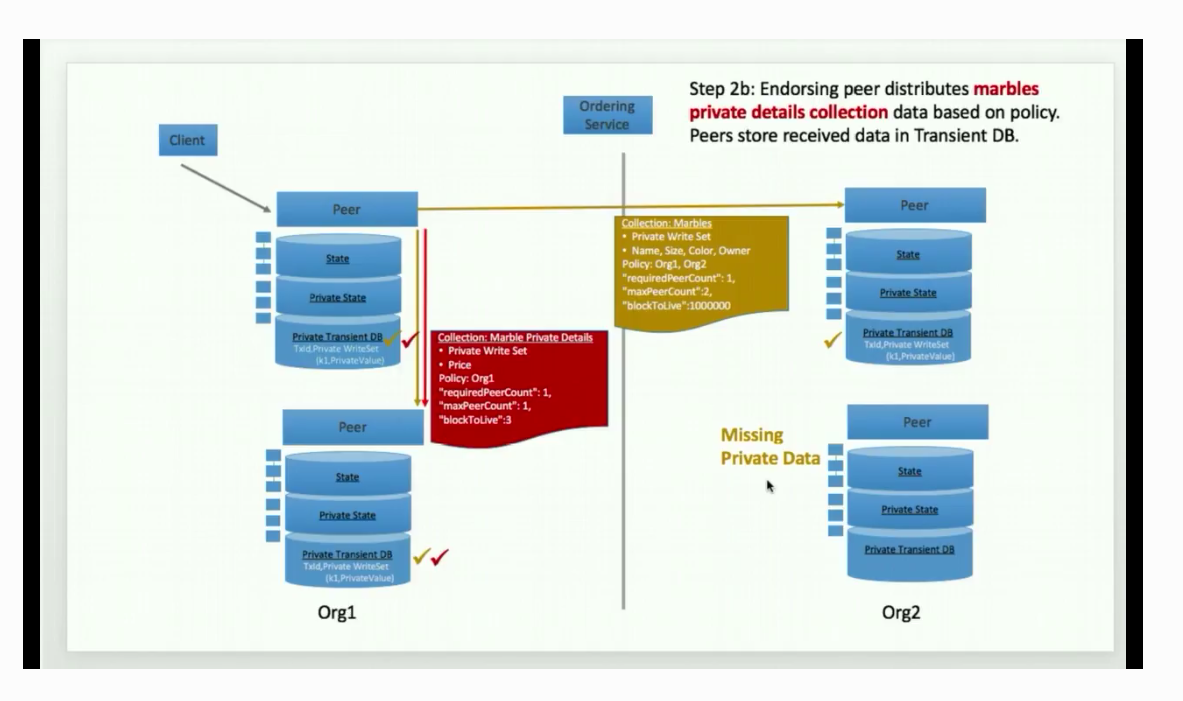 Step 2b: Endorsing peer distributes marbles
private details collection data based on policy.
Peers store received data in Transient DB.
Ordering
Service
Client
Peer
State
Private State
Private Transient DB
TxId,Private WriteSet
(k1,PrivateValue)
Collection: Marbles
• Private Write Set
• Name, Size, Color, Owner
Policy: Org1, Org2
"requiredPeerCount": 1,
"maxPeerCount":2,
"blockToLive":1000000
Peer
State
Private State
Private Transient DB
TxId,Private WriteSet
(k1,PrivateValue)
Collection: Marble Private Details
• Private Write Set
• Price
Policy: Org1
"requiredPeerCount": 1,
"maxPeerCount": 1,
"blockToLive":3
Peer
State
Private State
Private Transient DB
TxId,Private WriteSet
(k1,PrivateValue)
Org1
Missing
Private Data
Peer
State
Private State
Private Transient DB
Org2